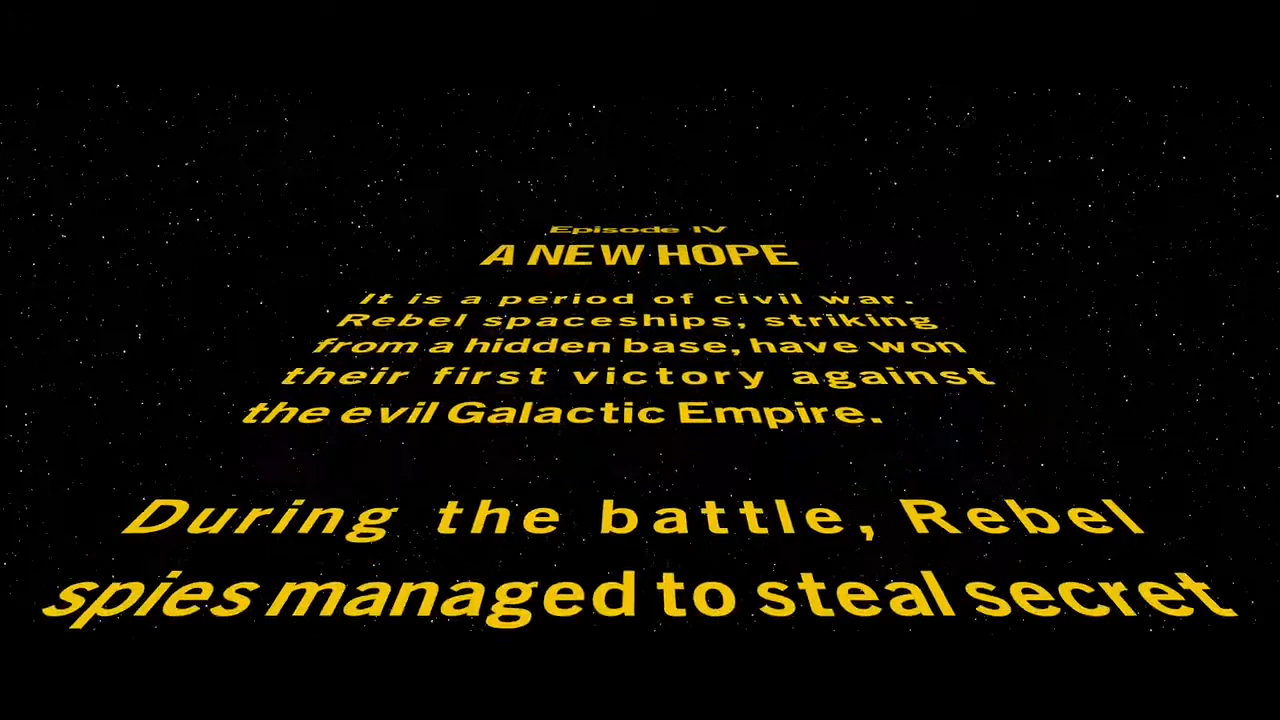 Episode IV
A NEW HOPE
It is a period of civil war.
Rebel spaceships, striking
from a hidden base, have won
their first victory against
the evil Galactic Empire.
During the battle, Rebel
spies managed to steal secret